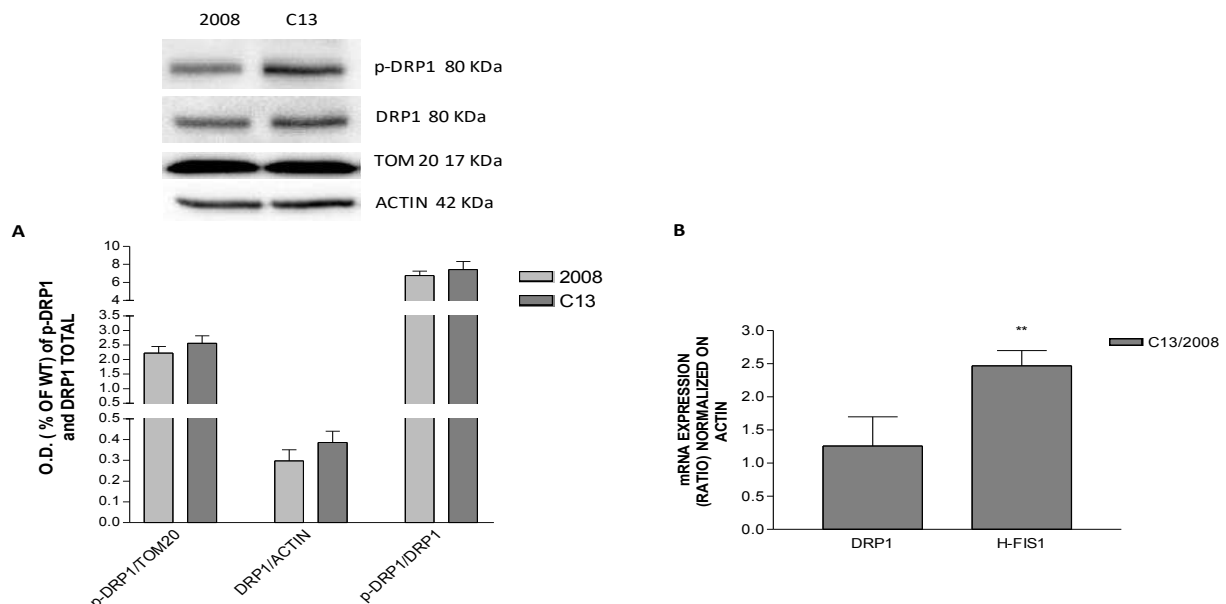 2008 C13
p-DRP1 80 KDa
DRP1 80 KDa
TOM 20 17 KDa
ACTIN 42 KDa
A
O.D. ( % OF WT) of p-DRP1
and DRP1 TOTAL
10
8
6
4
2.5
2.0
1.5
1.0
0.5
0.5
0.4
0.3
0.2
0.1
0.0
p-DRP1/TOM20
DRP1/ACTIN
p-DRP1/DRP1
2008
C13
B
mRNA EXPRESSION
(RATIO) NORMALIZED ON
ACTIN
3.0
2.5
2.0
1.5
1.0
0.5
0.0
**
DRP1 H-FIS1
C13/2008